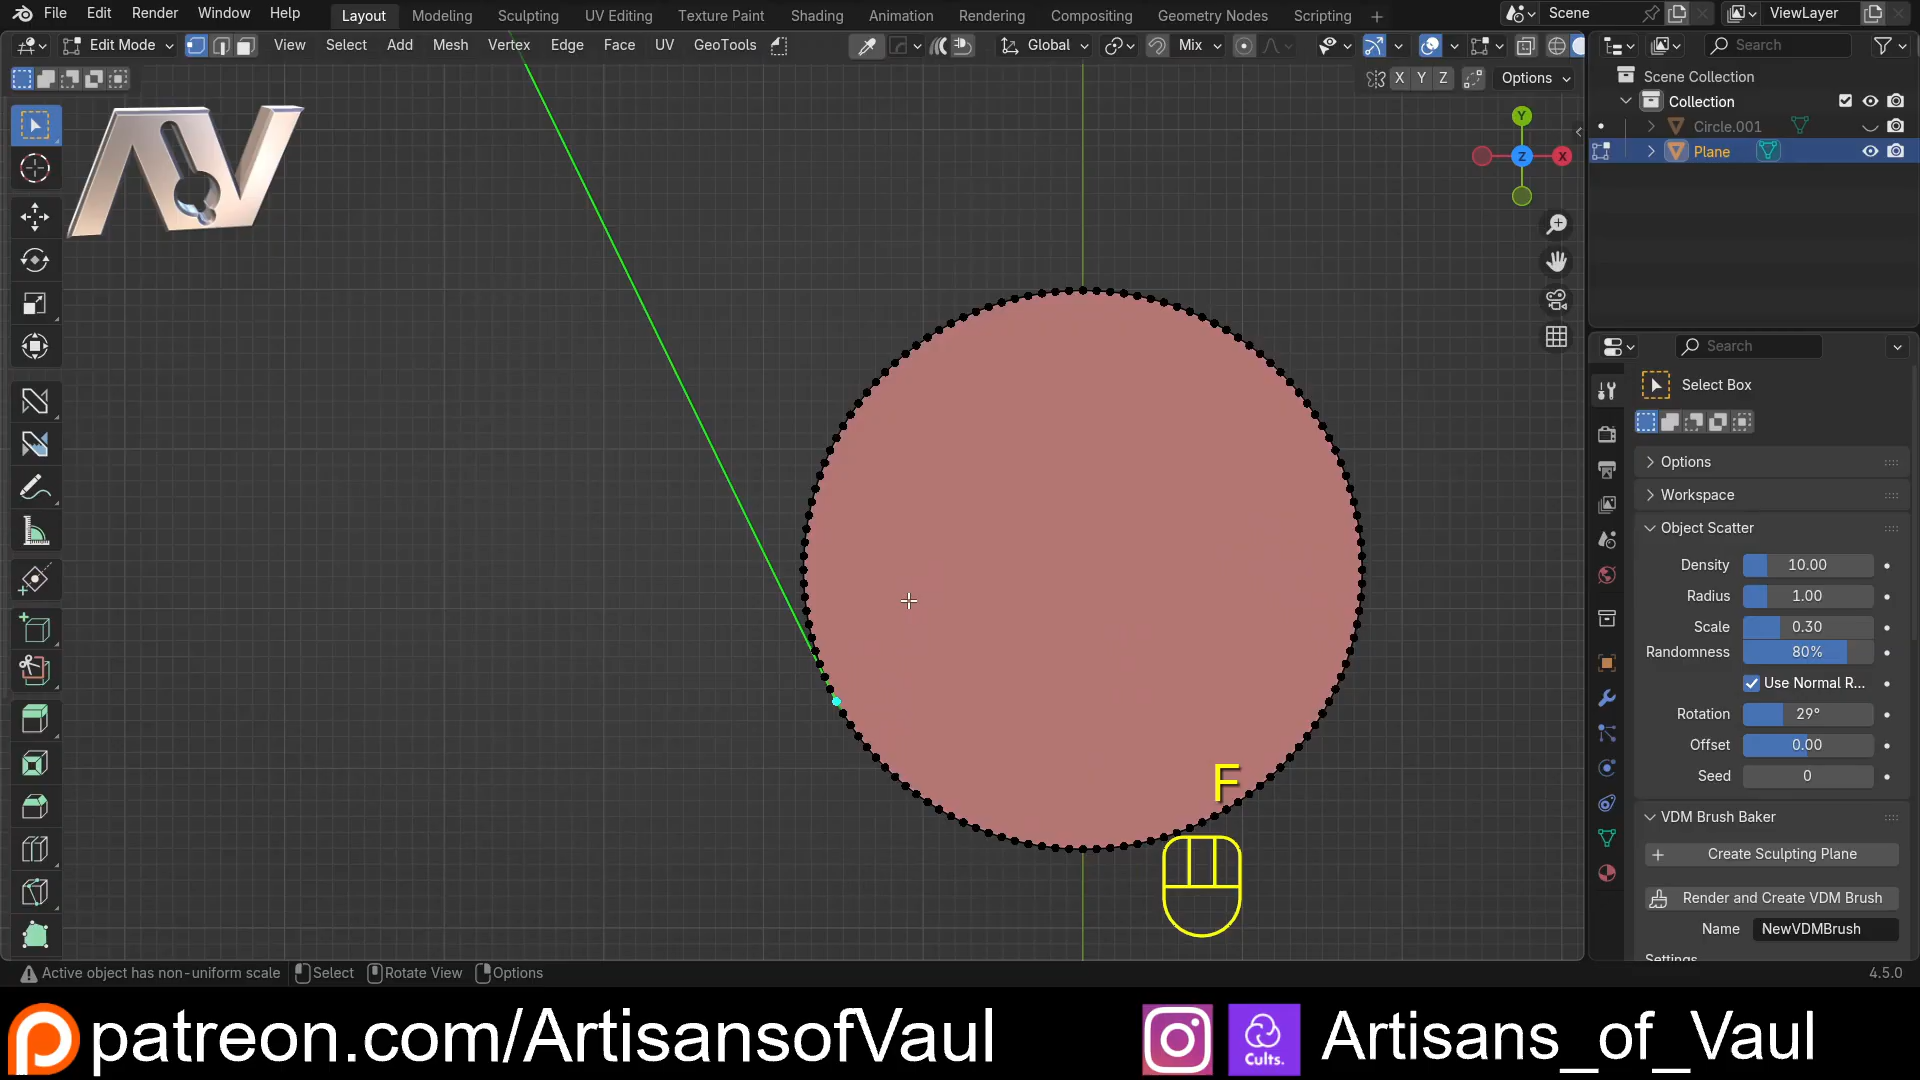 File Edit Render Window Help Layout Modeling Sculpting UV Editing Texture Paint Shading Animation Rendering Compositing Geometry Nodes Scripting + Scene ViewLayer
Edit Mode View Select Add Mesh Vertex Edge Face UV GeoTools Global Mix Search
X Y Z Options
Scene Collection
Collection
Circle.001
Plane
AV
Y
Z X
Search
Select Box
Options
Workspace
Object Scatter
Density 10.00
Radius 1.00
Scale 0.30
Randomness 80%
Use Normal R...
Rotation 29°
Offset 0.00
Seed 0
F
VDM Brush Baker
Create Sculpting Plane
Render and Create VDM Brush
Name NewVDMBrush
Settings
Active object has non-uniform scale Select Rotate View Options 4.5.0
patreon.com/ArtisansofVaul Cults. Artisans_of_Vaul